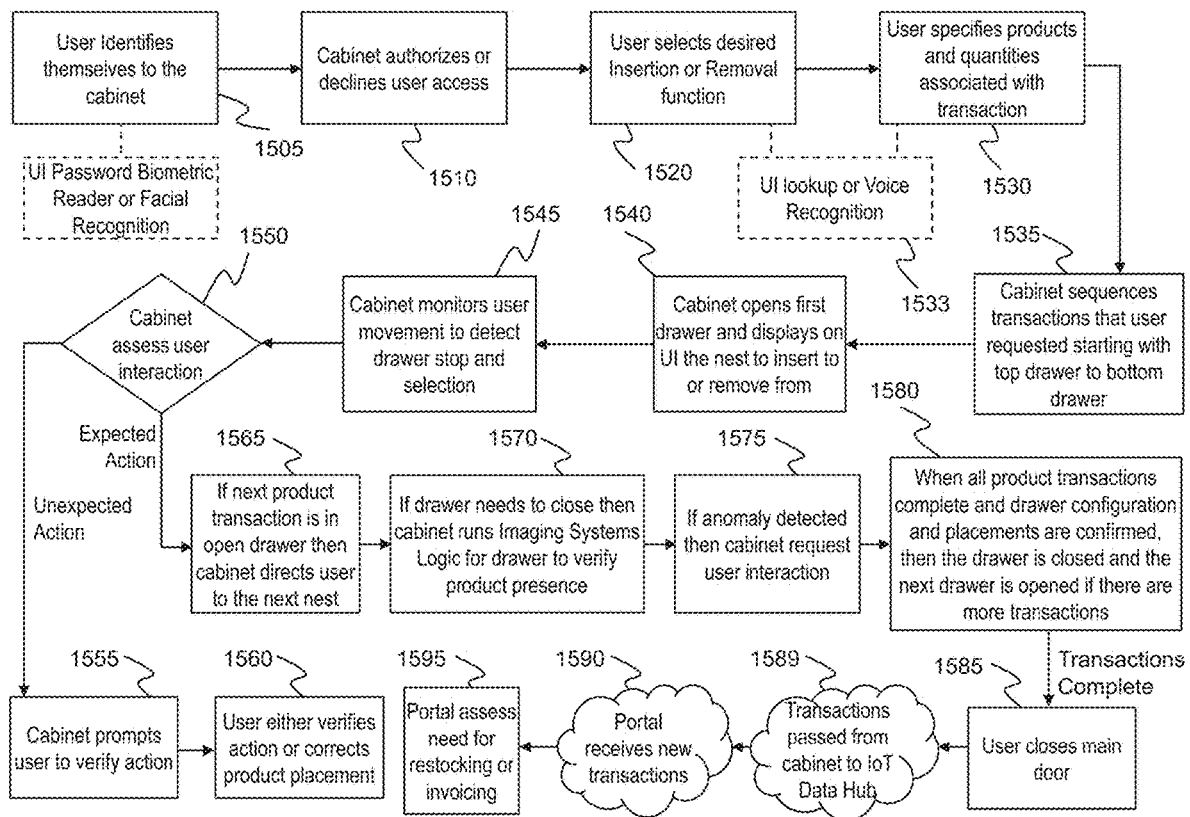 User Identifies
themselves to the
cabinet
1505
UI Password Biometric
Reader or Facial
Recognition
Cabinet authorizes or
declines user access
1510
User selects desired
Insertion or Removal
function
1520
User specifies products
and quantities
associated with
transaction
1530
UI lookup or Voice
Recognition
1533
1535
Cabinet sequences
transactions that user
requested starting with
top drawer to bottom
drawer
1540
Cabinet opens first
drawer and displays on
UI the nest to insert to
or remove from
1545
Cabinet monitors user
movement to detect
drawer stop and
selection
1550
Cabinet
assess user
interaction
Expected
Action
Unexpected
Action
1565
If next product
transaction is in
open drawer then
cabinet directs user
to the next nest
1570
If drawer needs to close then
cabinet runs Imaging Systems
Logic for drawer to verify
product presence
1575
If anomaly detected
then cabinet request
user interaction
1580
When all product transactions
complete and drawer configuration
and placements are confirmed,
then the drawer is closed and the
next drawer is opened if there are
more transactions
Transactions
Complete
1555
Cabinet prompts
user to verify action
1560
User either verifies
action or corrects
product placement
1585
User closes main
door
1589
Transactions
passed from
cabinet to IoT
Data Hub
1590
Portal
receives new
transactions
1595
Portal assess
need for
restocking or
invoicing